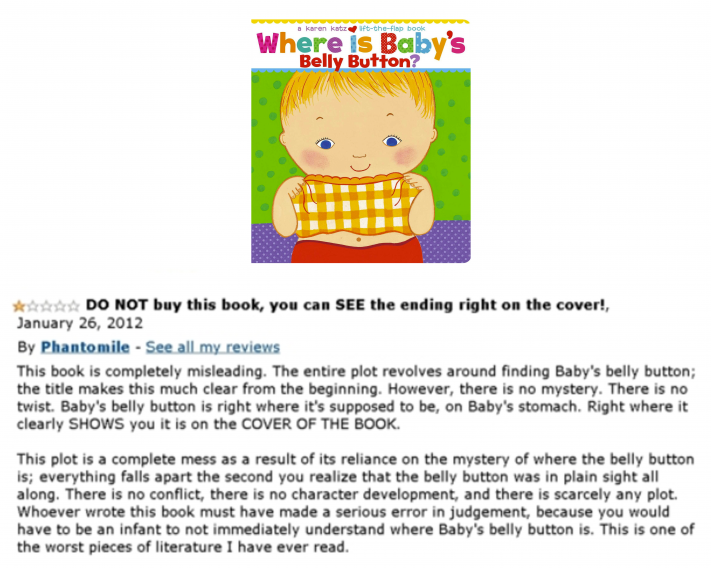 a karen katz lift-the-flap book
Where Is Baby's
Belly Button?
DO NOT buy this book, you can SEE the ending right on the cover!,
January 26, 2012
By Phantomile - See all my reviews
This book is completely misleading. The entire plot revolves around finding Baby's belly button;
the title makes this much clear from the beginning. However, there is no mystery. There is no
twist. Baby's belly button is right where it's supposed to be, on Baby's stomach. Right where it
clearly SHOWS you it is on the COVER OF THE BOOK.
This plot is a complete mess as a result of its reliance on the mystery of where the belly button
is; everything falls apart the second you realize that the belly button was in plain sight all
along. There is no conflict, there is no character development, and there is scarcely any plot.
Whoever wrote this book must have made a serious error in judgement, because you would
have to be an infant to not immediately understand where Baby's belly button is. This is one of
the worst pieces of literature I have ever read.